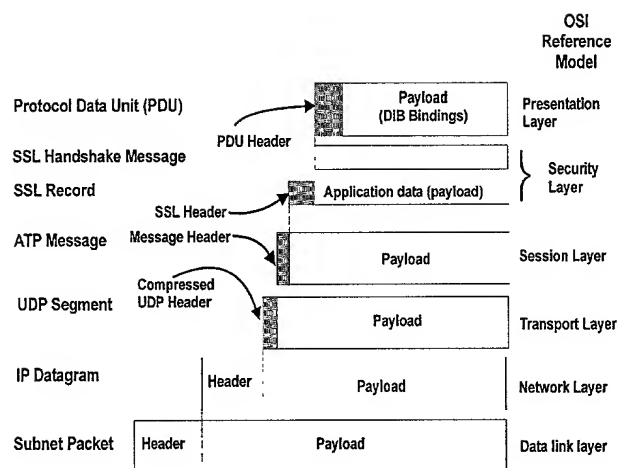 OSI
Reference
Model
Protocol Data Unit (PDU)
Payload
(DIB Bindings)
Presentation
Layer
PDU Header
SSL Handshake Message
Security
Layer
SSL Record
Application data (payload)
SSL Header
ATP Message
Message Header
Payload
Session Layer
Compressed
UDP Header
UDP Segment
Payload
Transport Layer
IP Datagram
Header
Payload
Network Layer
Subnet Packet
Header
Payload
Data link layer